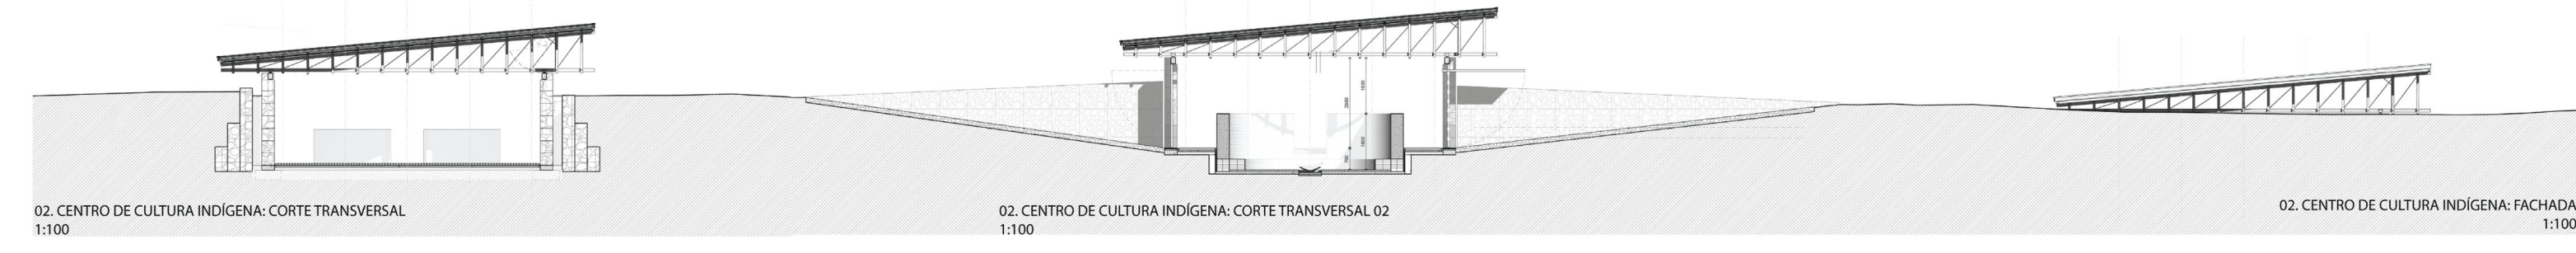 02. CENTRO DE CULTURA INDÍGENA: CORTE TRANSVERSAL
1:100
02. CENTRO DE CULTURA INDÍGENA: CORTE TRANSVERSAL 02
1:100
02. CENTRO DE CULTURA INDÍGENA: FACHADA
1:100